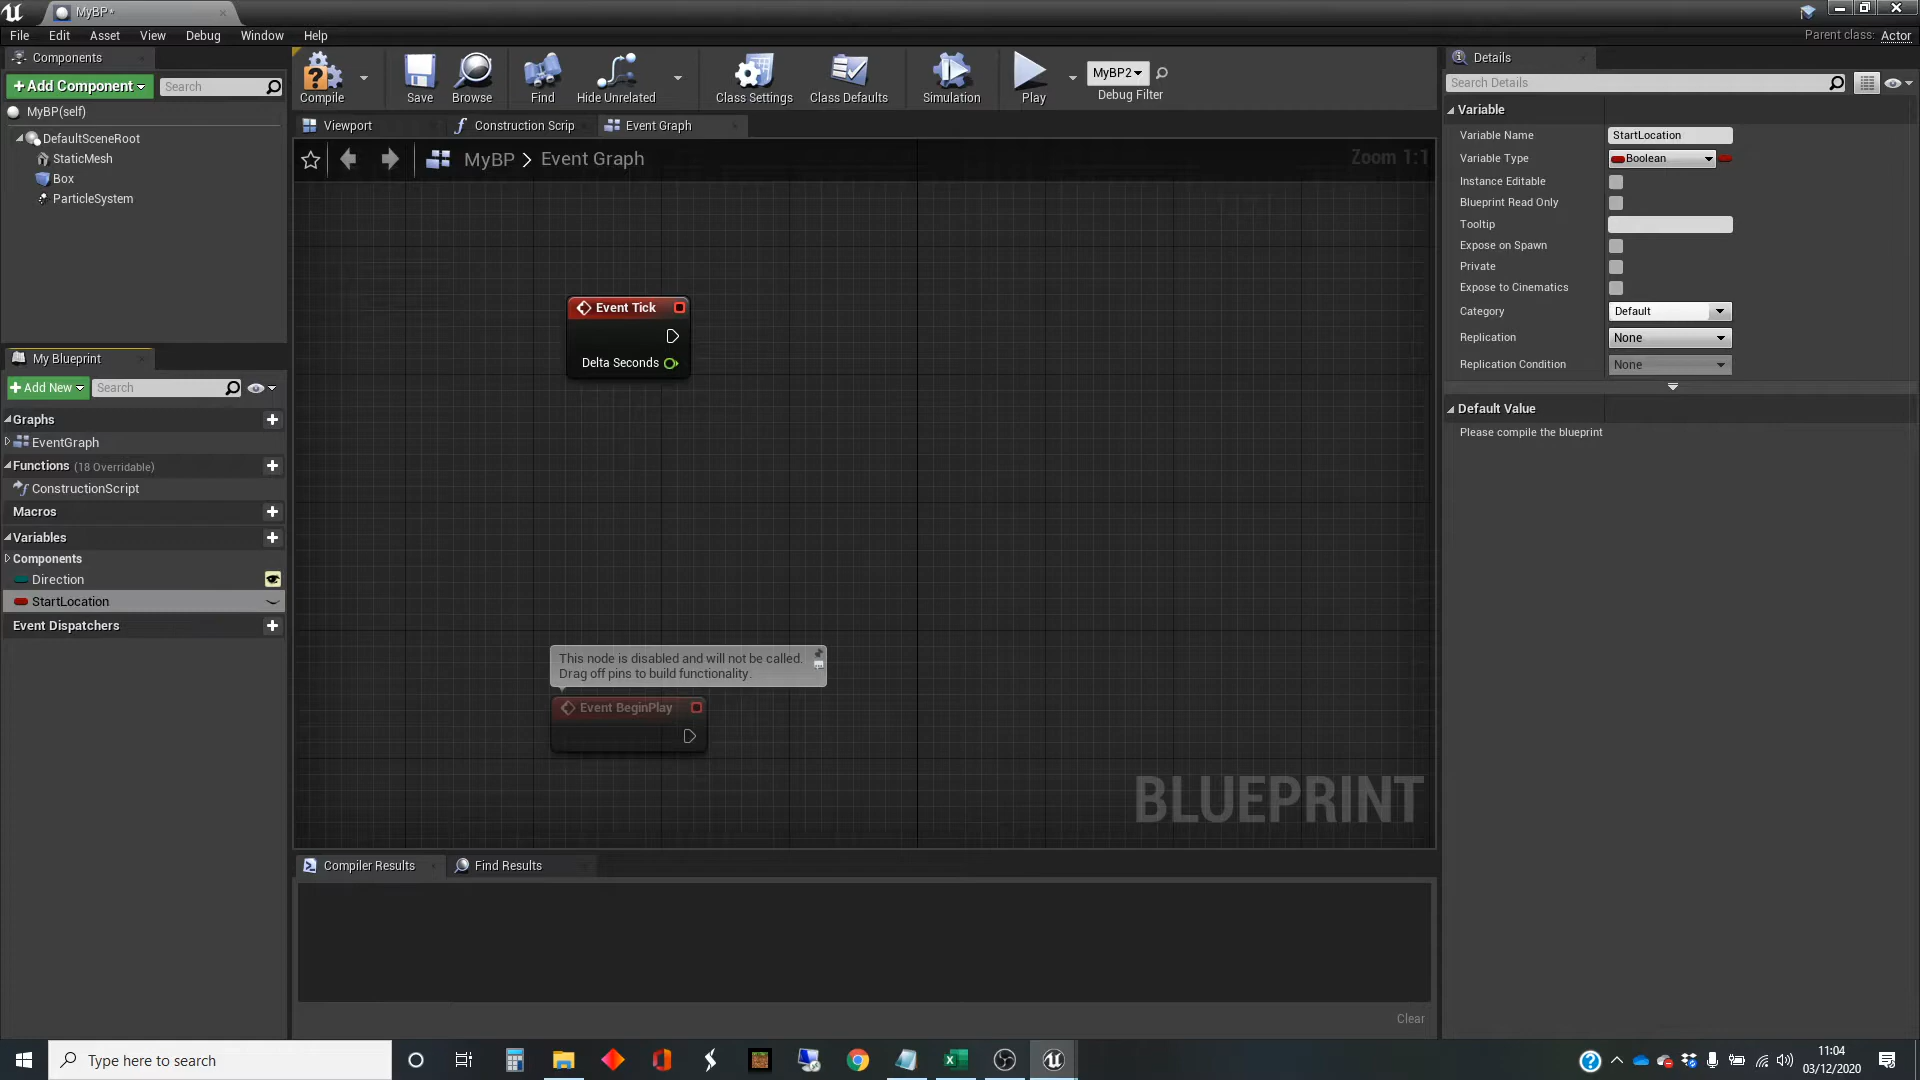 MyBP*
File Edit Asset View Debug Window Help
Parent class: Actor
Components
+Add Component
Search
MyBP(self)
DefaultSceneRoot
StaticMesh
Box
ParticleSystem
My Blueprint
+Add New
Search
Graphs
EventGraph
Functions (18 Overridable)
ConstructionScript
Macros
Variables
Components
Direction
StartLocation
Event Dispatchers
Compile
Save
Browse
Find
Hide Unrelated
Class Settings
Class Defaults
Simulation
Play
MyBP2
Debug Filter
Viewport
Construction Scrip
Event Graph
MyBP > Event Graph
Zoom 1:1
Event Tick
Delta Seconds
This node is disabled and will not be called.
Drag off pins to build functionality.
Event BeginPlay
BLUEPRINT
Compiler Results
Find Results
Clear
Details
Search Details
Variable
Variable Name StartLocation
Variable Type Boolean
Instance Editable
Blueprint Read Only
Tooltip
Expose on Spawn
Private
Expose to Cinematics
Category Default
Replication None
Replication Condition None
Default Value
Please compile the blueprint
Type here to search
11:04
03/12/2020